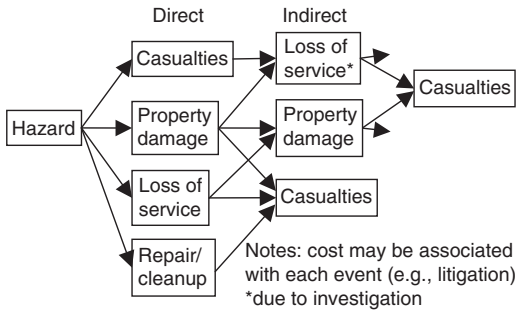 Direct
Indirect
Hazard
Casualties
Property
damage
Loss of
service
Repair/
cleanup
Loss of
service*
Property
damage
Casualties
Casualties
Notes: cost may be associated
with each event (e.g., litigation)
*due to investigation